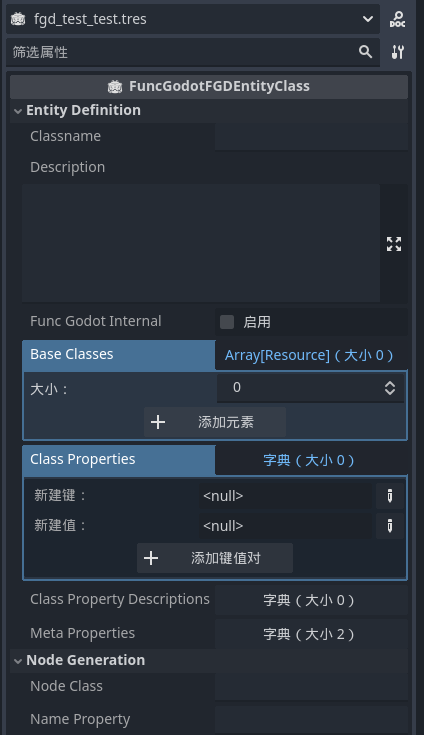 fgd_test_test.tres
DOC
筛选属性
FuncGodotFGDEntityClass
Entity Definition
Classname
Description
Func Godot Internal 启用
Base Classes Array[Resource]（大小 0）
大小： 0
添加元素
Class Properties 字典（大小 0）
新建键： <null>
新建值： <null>
添加键值对
Class Property Descriptions 字典（大小 0）
Meta Properties 字典（大小 2）
Node Generation
Node Class
Name Property